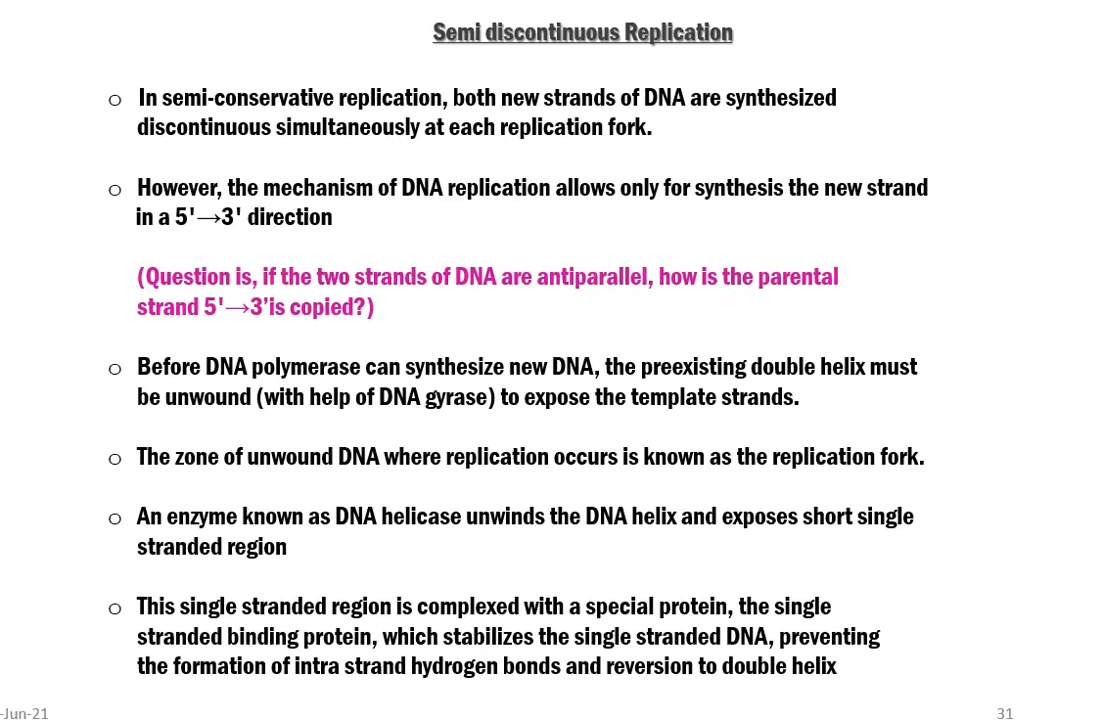 Semi discontinuous Replication
o In semi-conservative replication, both new strands of DNA are synthesized
discontinuous simultaneously at each replication fork.
o However, the mechanism of DNA replication allows only for synthesis the new strand
in a 5'→3' direction
(Question is, if the two strands of DNA are antiparallel, how is the parental
strand 5'→3’is copied?)
o Before DNA polymerase can synthesize new DNA, the preexisting double helix must
be unwound (with help of DNA gyrase) to expose the template strands.
o The zone of unwound DNA where replication occurs is known as the replication fork.
o An enzyme known as DNA helicase unwinds the DNA helix and exposes short single
stranded region
o This single stranded region is complexed with a special protein, the single
stranded binding protein, which stabilizes the single stranded DNA, preventing
the formation of intra strand hydrogen bonds and reversion to double helix
-Jun-21
31